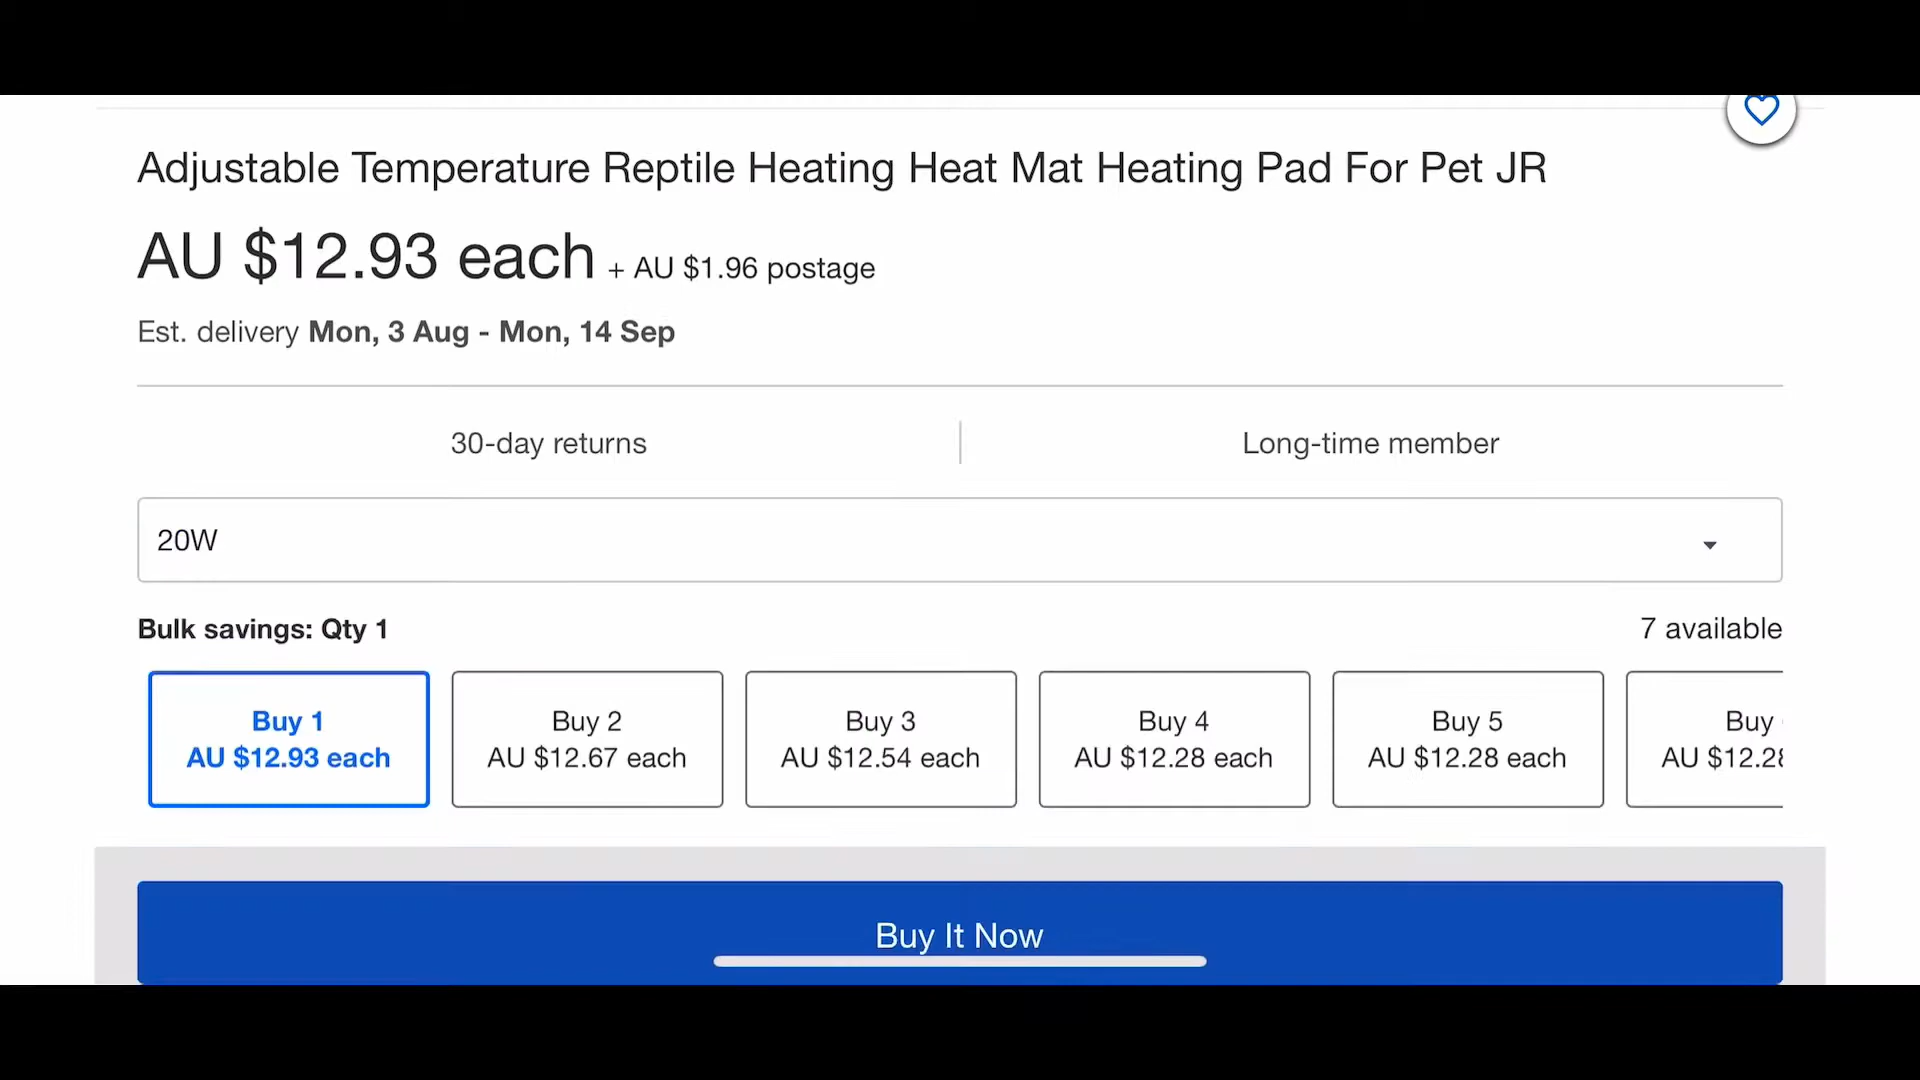 Adjustable Temperature Reptile Heating Heat Mat Heating Pad For Pet JR
AU $12.93 each + AU $1.96 postage
Est. delivery Mon, 3 Aug - Mon, 14 Sep
30-day returns
Long-time member
20W
Bulk savings: Qty 1
7 available
Buy 1
AU $12.93 each
Buy 2
AU $12.67 each
Buy 3
AU $12.54 each
Buy 4
AU $12.28 each
Buy 5
AU $12.28 each
Buy
AU $12.28
Buy It Now